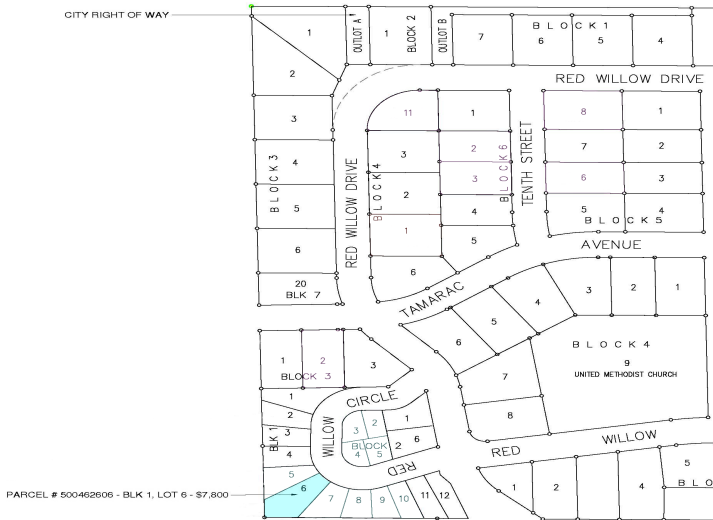 CITY RIGHT OF WAY
1
OUTLOT A
1
BLOCK 2
OUTLOT B
7
BLOCK 1
6
5
4
2
RED WILLOW DRIVE
3
11
1
8
1
TENTH STREET
3
2
BLOCK 6
7
2
BLOCK 3
4
RED WILLOW DRIVE
BLOCK 4
2
3
6
3
5
1
4
5
4
BLOCK 5
6
6
5
AVENUE
20
BLK 7
TAMARAC
6
5
4
3
2
1
BLOCK 4
9
UNITED METHODIST CHURCH
1
2
3
BLOCK 3
7
8
CIRCLE
WILLOW
RED
1
2
3
4
5
6
BLK 1
3
2
1
BLOCK
4
5
2
6
RED
WILLOW
7
8
9
10
11
12
1
2
4
5
BLO
PARCEL # 500462606 - BLK 1, LOT 6 - $7,800